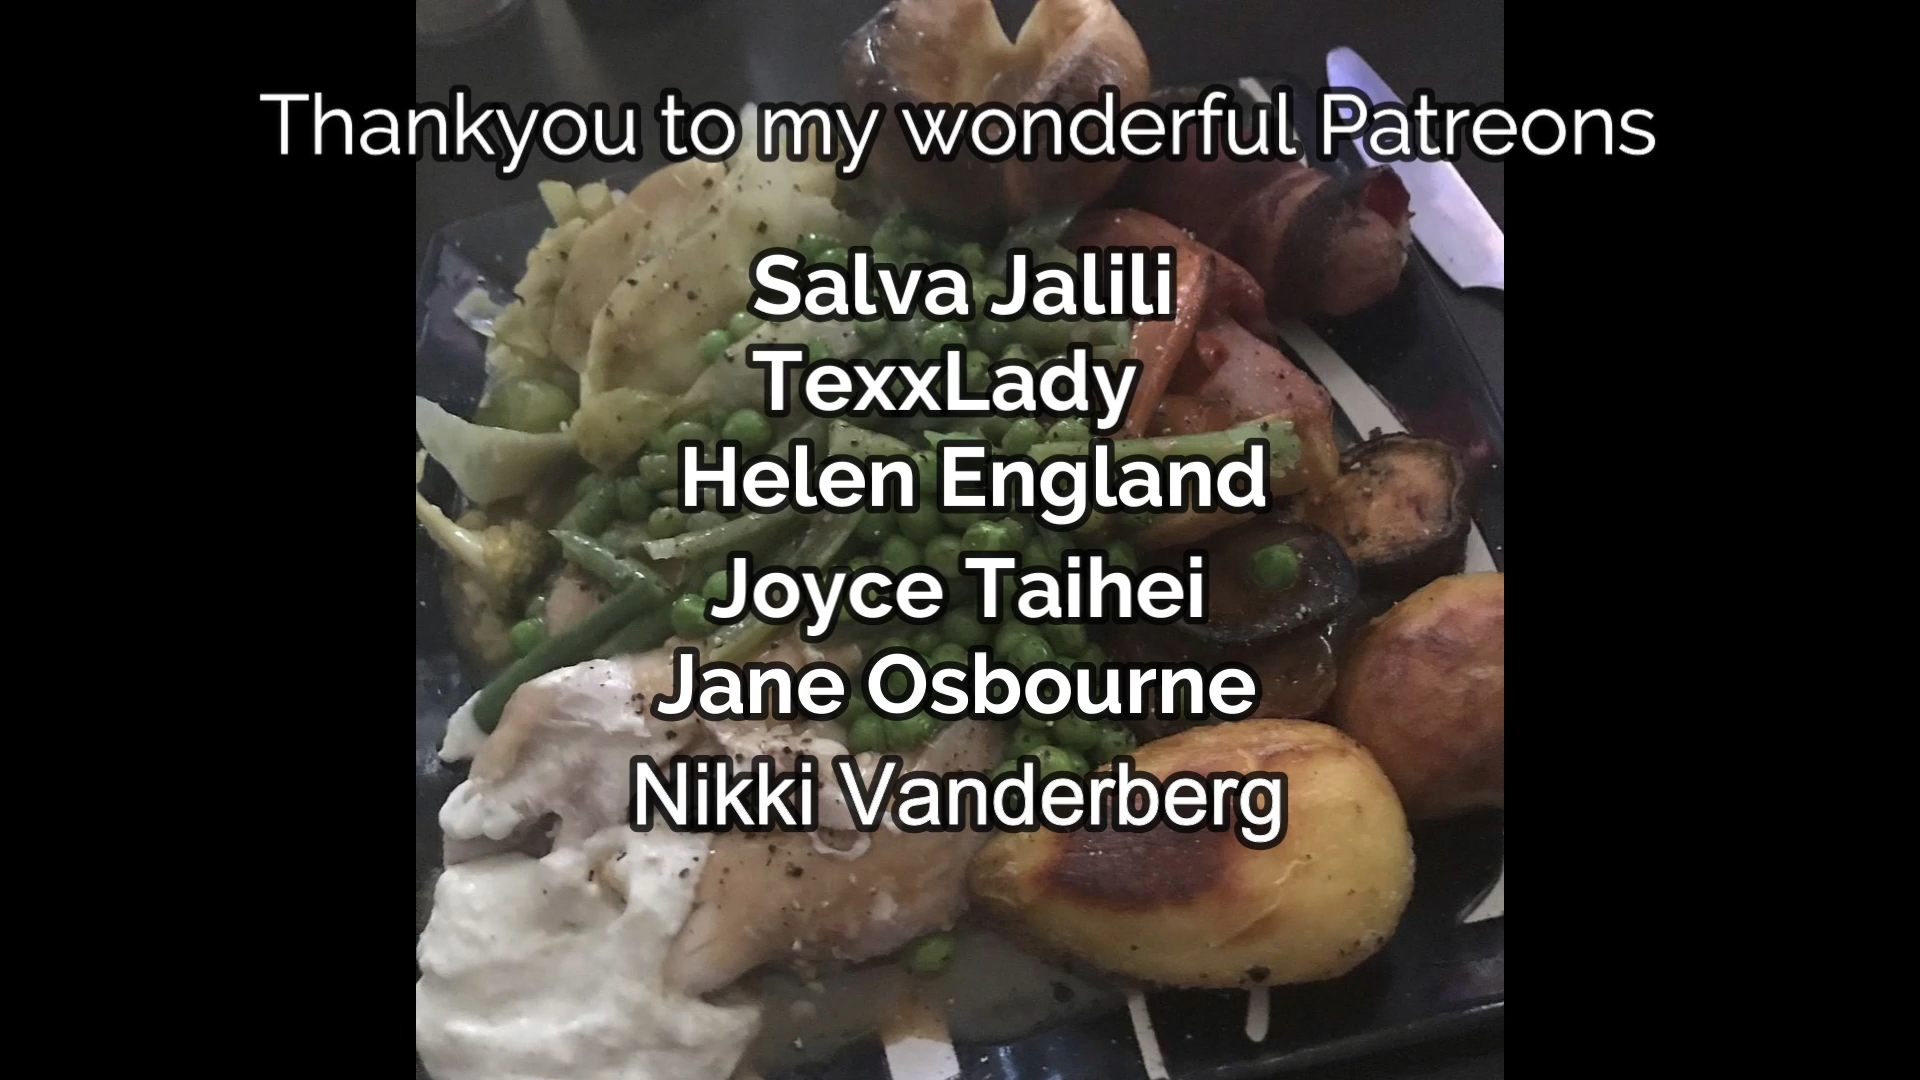 Thankyou to my wonderful Patreons
Salva Jalili
TexxLady
Helen England
Joyce Taihei
Jane Osbourne
Nikki Vanderberg